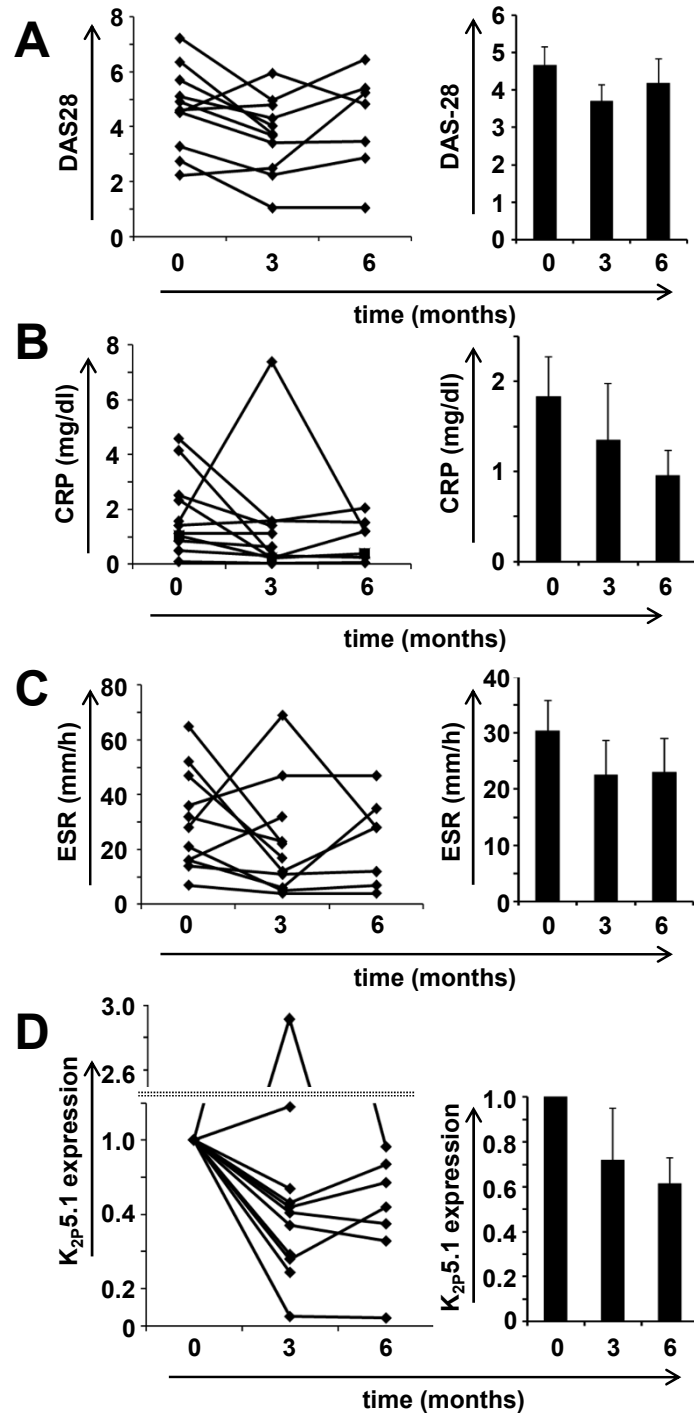 A
DAS28
8
6
4
2
0
0 3 6
DAS-28
6
5
4
3
2
1
0
0 3 6
time (months)
B
CRP (mg/dl)
8
6
4
2
0
0 3 6
CRP (mg/dl)
2
1
0
0 3 6
time (months)
C
ESR (mm/h)
80
60
40
20
0
0 3 6
ESR (mm/h)
40
30
20
10
0
0 3 6
time (months)
D
K2P5.1 expression
3.0
2.6
1.0
0.4
0.2
0
0 3 6
K2P5.1 expression
1.0
0.8
0.6
0.4
0.2
0
0 3 6
time (months)